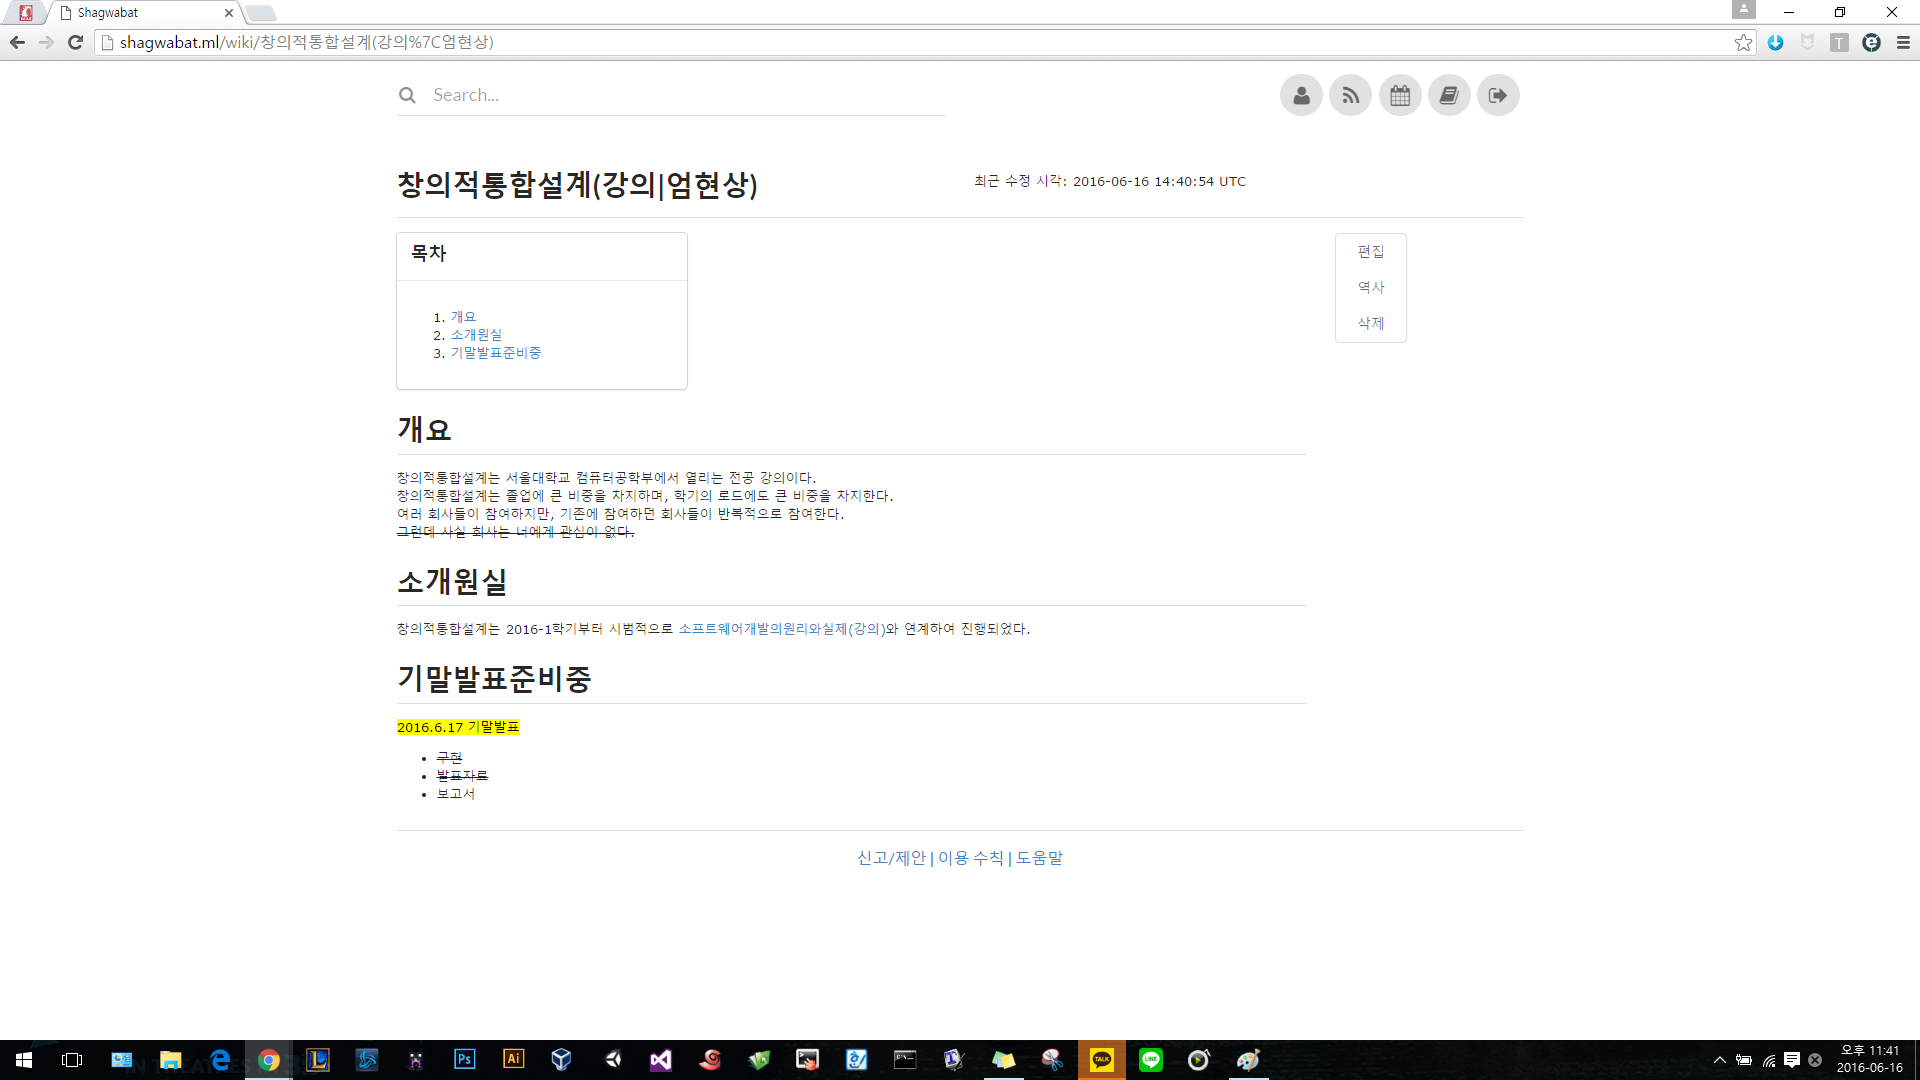 Shagwabat
shagwabat.ml/wiki/창의적통합설계(강의%7C엄현상)
Search...
창의적통합설계(강의|엄현상)
최근 수정 시각: 2016-06-16 14:40:54 UTC
목차
1. 개요
2. 소개원실
3. 기말발표준비중
편집
역사
삭제
개요
창의적통합설계는 서울대학교 컴퓨터공학부에서 열리는 전공 강의이다.
창의적통합설계는 졸업에 큰 비중을 차지하며, 학기의 로드에도 큰 비중을 차지한다.
여러 회사들이 참여하지만, 기존에 참여하던 회사들이 반복적으로 참여한다.
그런데 사실 회사는 너에게 관심이 없다.
소개원실
창의적통합설계는 2016-1학기부터 시범적으로 소프트웨어개발의원리와실제(강의)와 연계하여 진행되었다.
기말발표준비중
2016.6.17 기말발표
구현
발표자료
보고서
신고/제안 | 이용 수칙 | 도움말
Ps
Ai
TALK
LINE
오후 11:41
2016-06-16